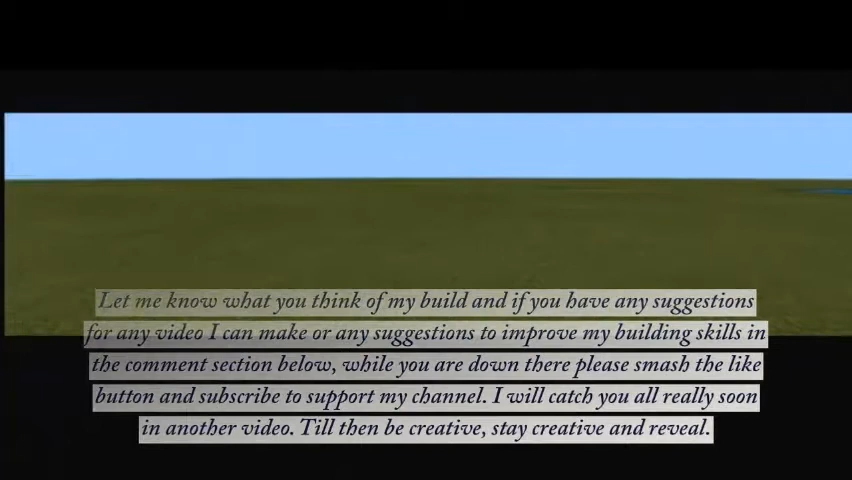 Let me know what you think of my build and if you have any suggestions
for any video I can make or any suggestions to improve my building skills in
the comment section below, while you are down there please smash the like
button and subscribe to support my channel. I will catch you all really soon
in another video. Till then be creative, stay creative and reveal.